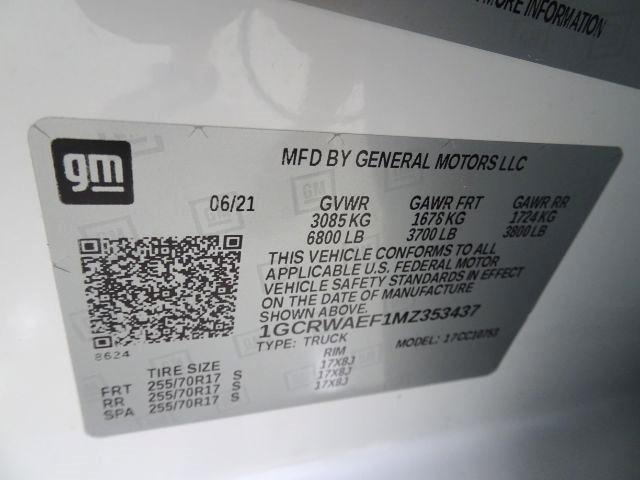 MORE INFORMATION
gm
MFD BY GENERAL MOTORS LLC
06/21 GVWR GAWR FRT GAWR RR
3085 KG 1678 KG 1724 KG
6800 LB 3700 LB 3800 LB
THIS VEHICLE CONFORMS TO ALL
APPLICABLE U.S. FEDERAL MOTOR
VEHICLE SAFETY STANDARDS IN EFFECT
ON THE DATE OF MANUFACTURE
SHOWN ABOVE.
1GCRWAEF1MZ353437
TYPE: TRUCK MODEL: 17CC10753
8624
TIRE SIZE RIM
FRT 255/70R17 S 17X8J
RR 255/70R17 S 17X8J
SPA 255/70R17 S 17X8J